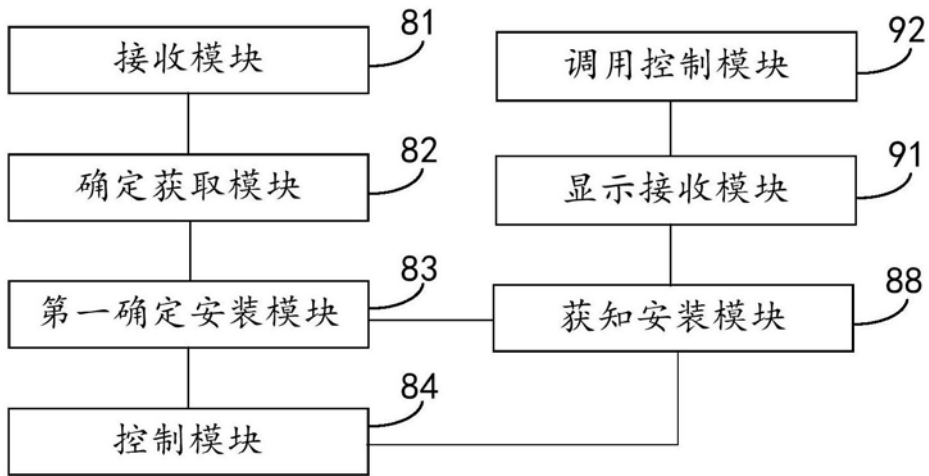 接收模块
81
确定获取模块
82
第一确定安装模块
83
控制模块
84
调用控制模块
92
显示接收模块
91
获知安装模块
88